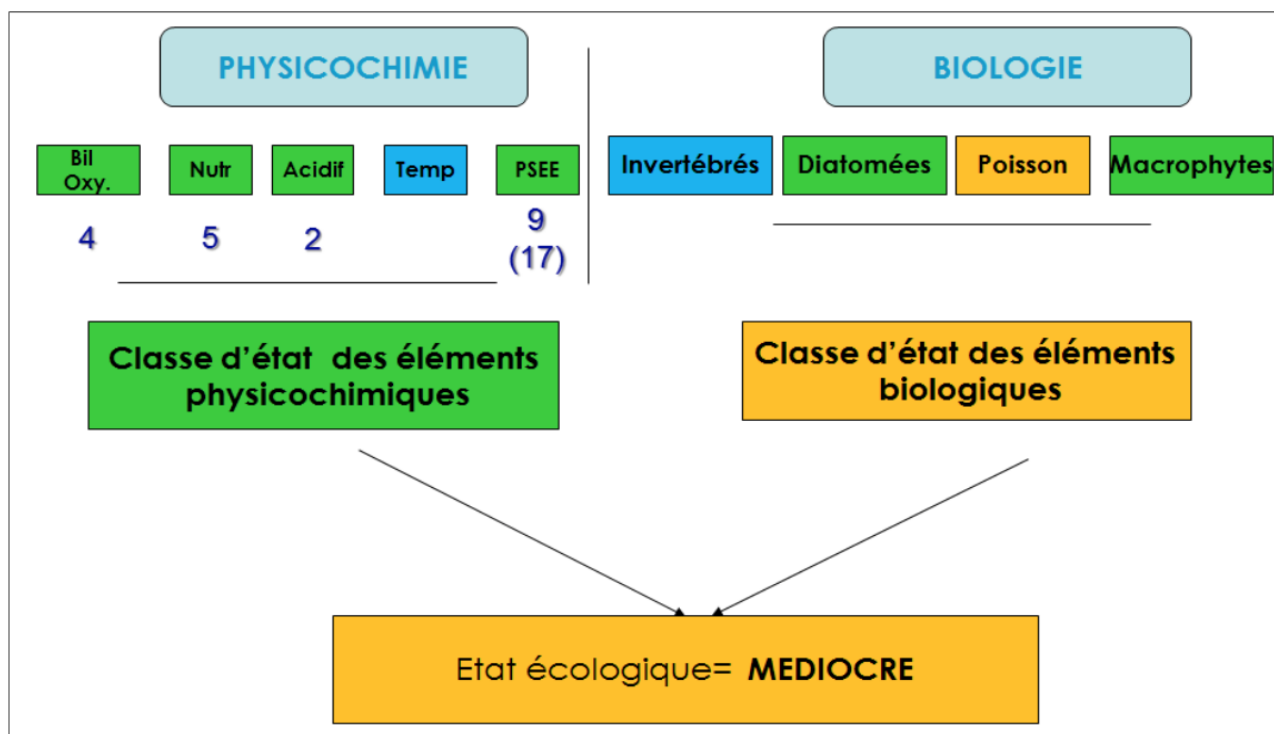 PHYSICOCHIMIE
BIOLOGIE
Bil
Oxy.
Nutr
Acidif
Temp
PSEE
Invertébrés
Diatomées
Poisson
Macrophytes
4
5
2
9
(17)
Classe d'état des éléments
physicochimiques
Classe d'état des éléments
biologiques
Etat écologique= MEDIOCRE